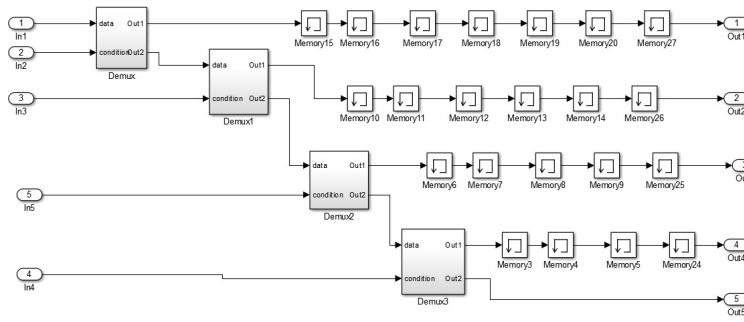 1
In1
2
In2
data Out1
condition Out2
Demux
Memory15 Memory16 Memory17 Memory18 Memory19 Memory20 Memory27
1
Out1
3
In3
data Out1
condition Out2
Demux1
Memory10 Memory11 Memory12 Memory13 Memory14 Memory26
2
Out2
5
In5
data Out1
condition Out2
Demux2
Memory6 Memory7 Memory8 Memory9 Memory25
4
In4
data Out1
condition Out2
Demux3
Memory3 Memory4 Memory5 Memory24
4
Out4
5
Out5